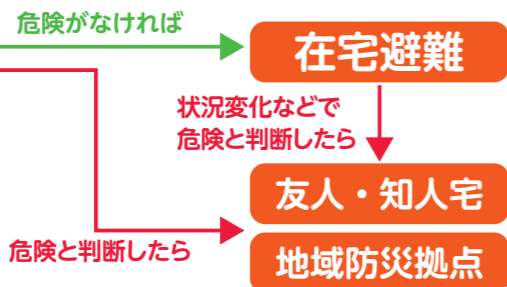 危険がなければ
在宅避難
状況変化などで
危険と判断したら
友人・知人宅
危険と判断したら
地域防災拠点